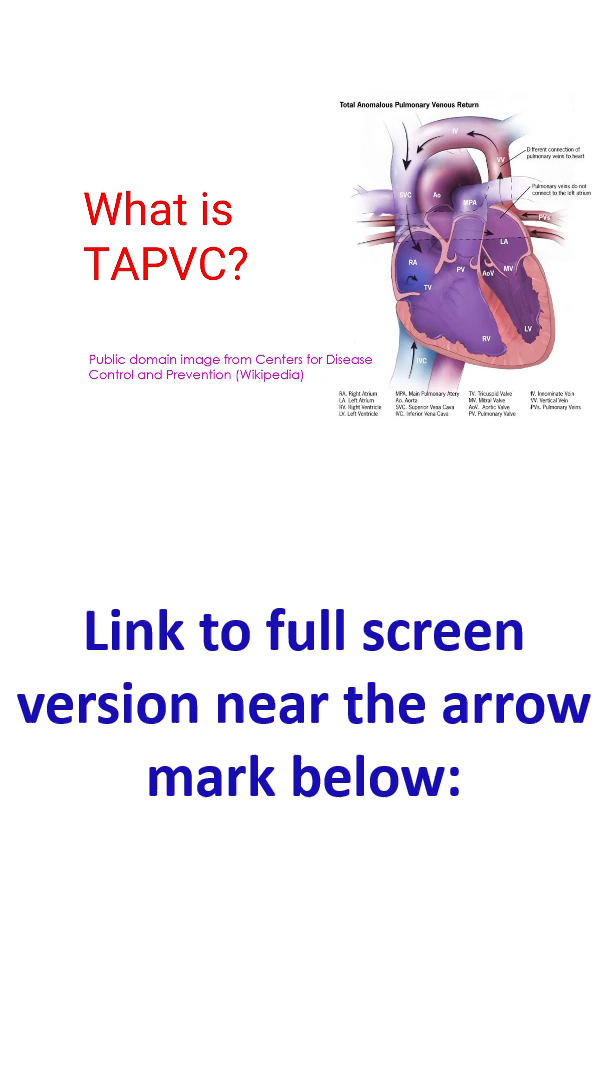 Total Anomalous Pulmonary Venous Return
IV
Different connection of
pulmonary veins to heart
VV
Pulmonary veins do not
connect to the left atrium
SVC
Ao
MPA
PVs
LA
RA
PV
AoV
MV
TV
LV
RV
IVC
What is
TAPVC?
Public domain image from Centers for Disease
Control and Prevention (Wikipedia)
RA. Right Atrium
LA. Left Atrium
RV. Right Ventricle
LV. Left Ventricle
MPA. Main Pulmonary Atery
Ao. Aorta
SVC. Superior Vena Cava
IVC. Inferior Vena Cava
TV. Tricuspid Valve
MV. Mitral Valve
AoV. Aortic Valve
PV. Pulmonary Valve
IV. Innominate Vein
VV. Vertical Vein
PVs. Pulmonary Veins
Link to full screen
version near the arrow
mark below: